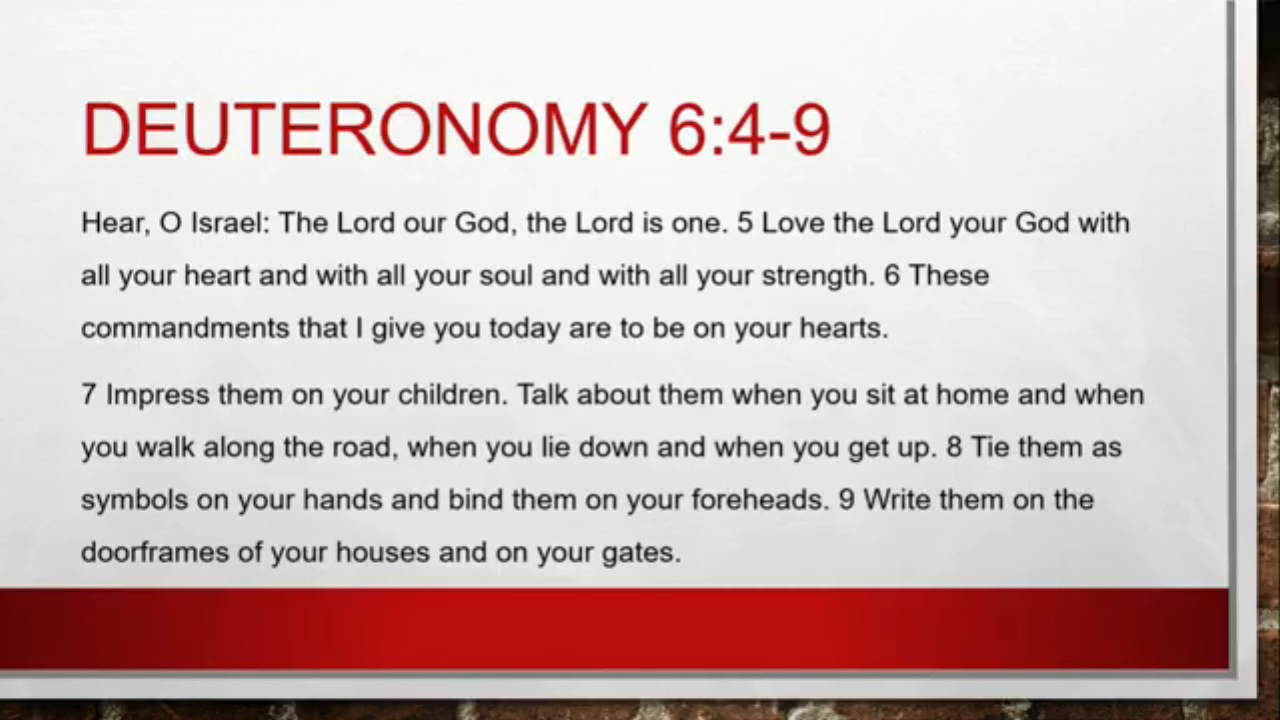 DEUTERONOMY 6:4-9
Hear, O Israel: The Lord our God, the Lord is one. 5 Love the Lord your God with
all your heart and with all your soul and with all your strength. 6 These
commandments that I give you today are to be on your hearts.
7 Impress them on your children. Talk about them when you sit at home and when
you walk along the road, when you lie down and when you get up. 8 Tie them as
symbols on your hands and bind them on your foreheads. 9 Write them on the
doorframes of your houses and on your gates.